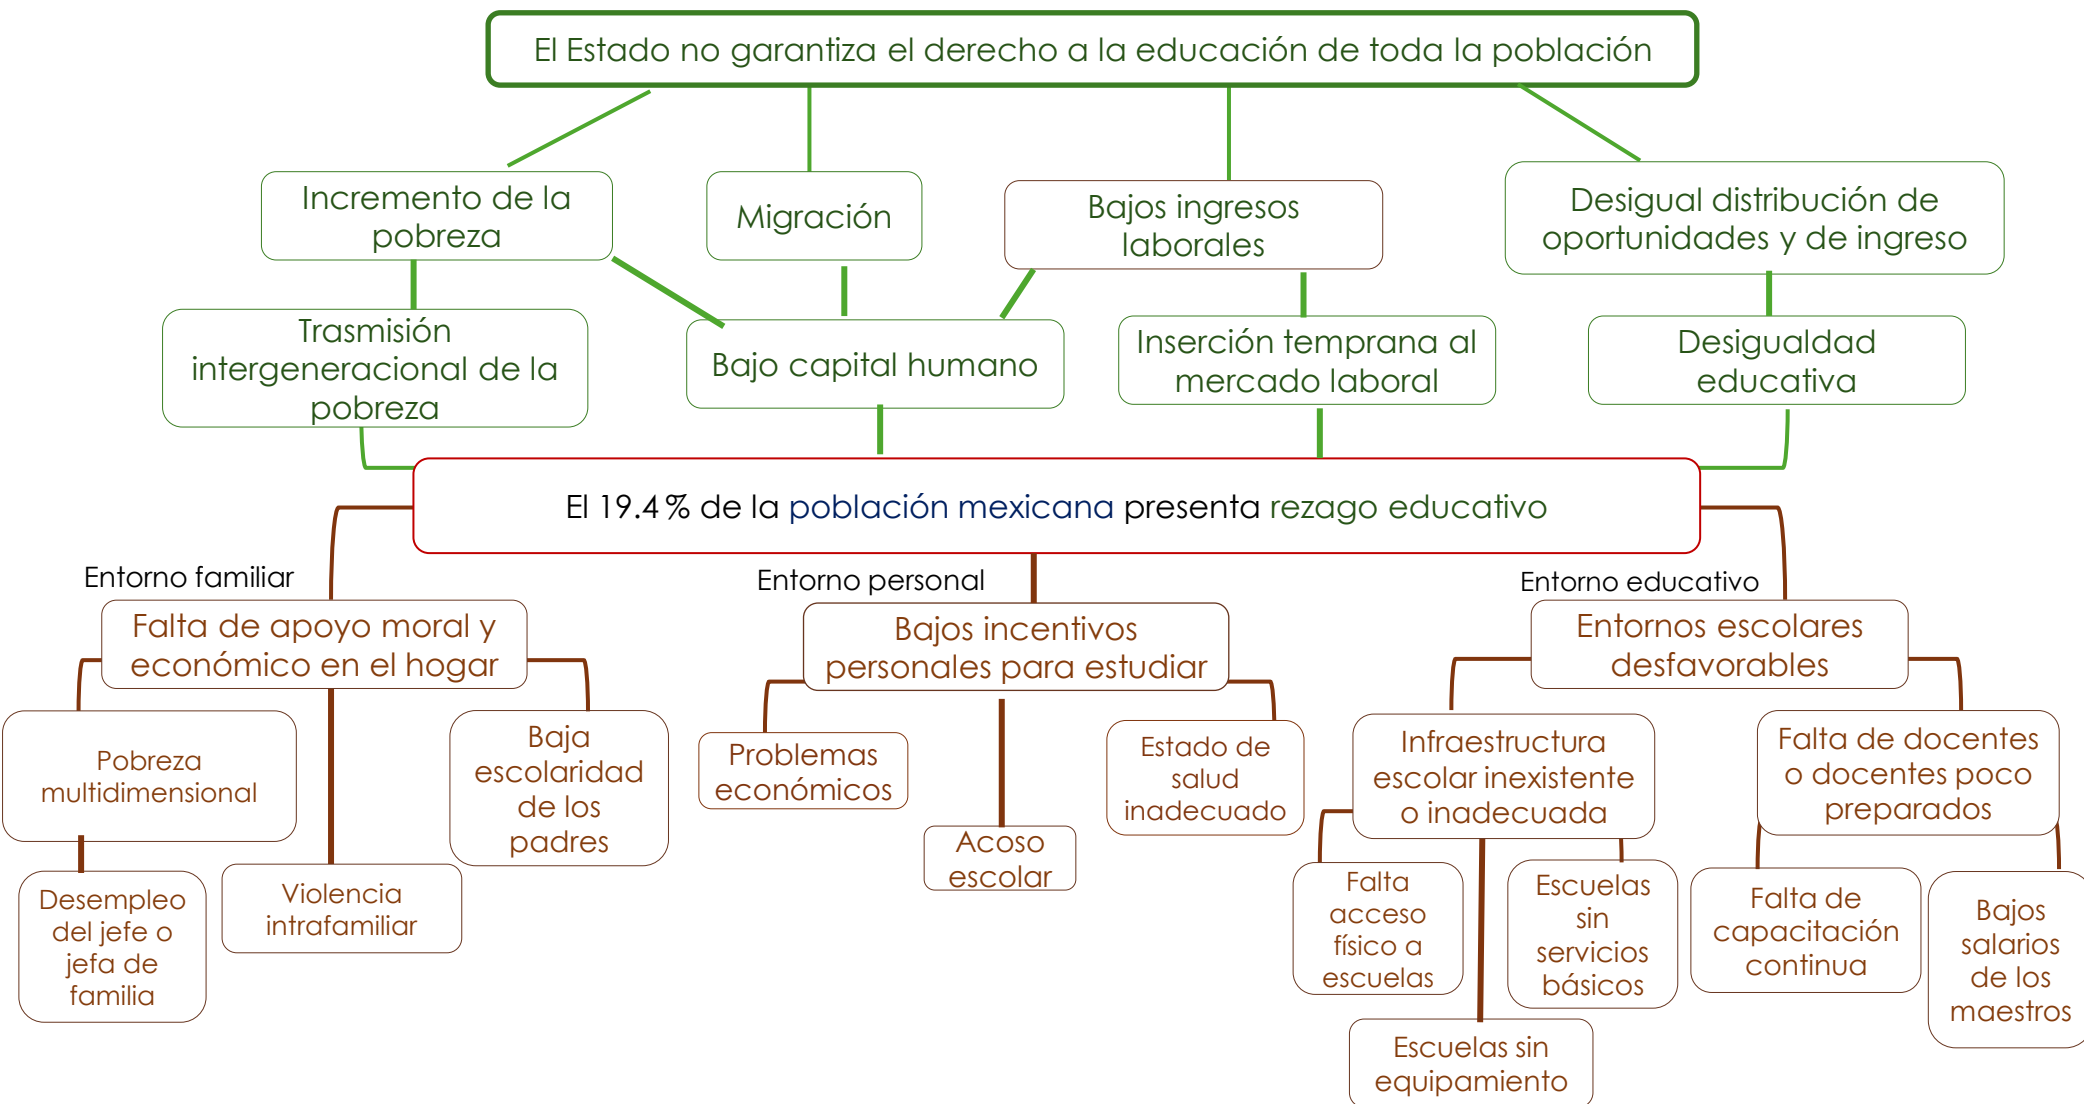 El Estado no garantiza el derecho a la educación de toda la población
Incremento de la
pobreza
Migración
Bajos ingresos
laborales
Desigual distribución de
oportunidades y de ingreso
Trasmisión
intergeneracional de la
pobreza
Bajo capital humano
Inserción temprana al
mercado laboral
Desigualdad
educativa
El 19.4% de la población mexicana presenta rezago educativo
Entorno familiar
Falta de apoyo moral y
económico en el hogar
Pobreza
multidimensional
Baja
escolaridad
de los
padres
Desempleo
del jefe o
jefa de
familia
Violencia
intrafamiliar
Entorno personal
Bajos incentivos
personales para estudiar
Problemas
económicos
Estado de
salud
inadecuado
Acoso
escolar
Entorno educativo
Entornos escolares
desfavorables
Infraestructura
escolar inexistente
o inadecuada
Falta de docentes
o docentes poco
preparados
Falta
acceso
físico a
escuelas
Escuelas
sin
servicios
básicos
Falta de
capacitación
continua
Bajos
salarios
de los
maestros
Escuelas sin
equipamiento